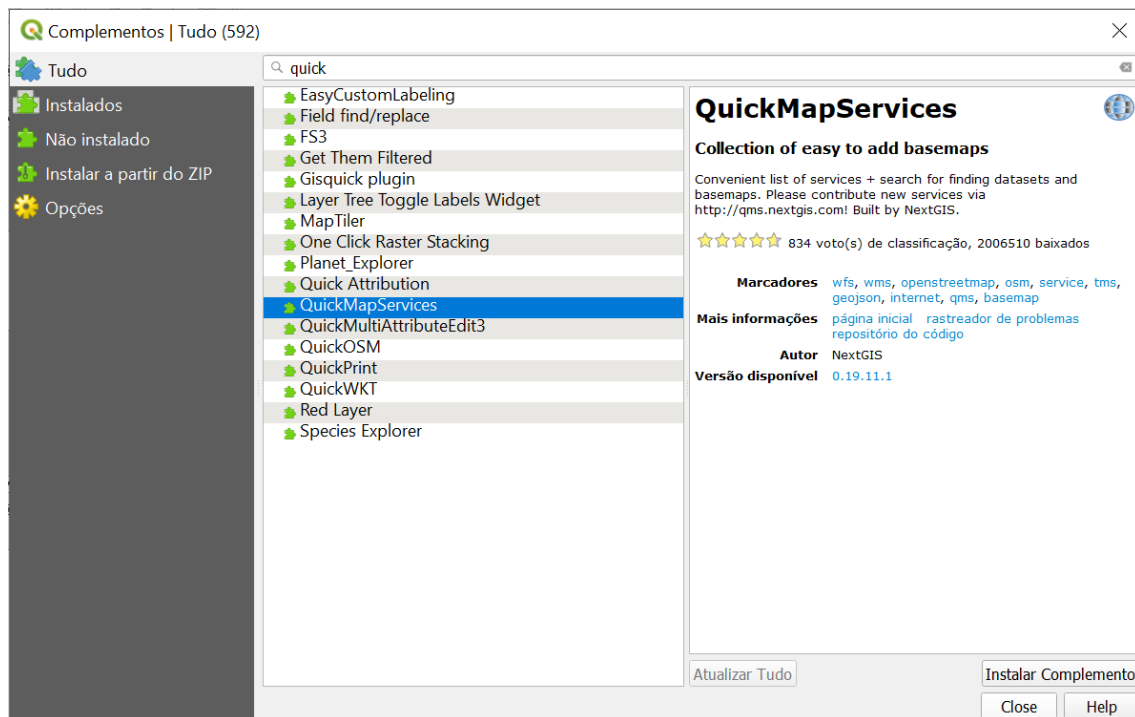 Complementos | Tudo (592)
Tudo
Instalados
Não instalado
Instalar a partir do ZIP
Opções
quick
EasyCustomLabeling
Field find/replace
FS3
Get Them Filtered
Gisquick plugin
Layer Tree Toggle Labels Widget
MapTiler
One Click Raster Stacking
Planet_Explorer
Quick Attribution
QuickMapServices
QuickMultiAttributeEdit3
QuickOSM
QuickPrint
QuickWKT
Red Layer
Species Explorer
QuickMapServices
Collection of easy to add basemaps
Convenient list of services + search for finding datasets and
basemaps. Please contribute new services via
http://qms.nextgis.com! Built by NextGIS.
834 voto(s) de classificação, 2006510 baixados
Marcadores wfs, wms, openstreetmap, osm, service, tms,
geojson, internet, qms, basemap
Mais informações página inicial rastreador de problemas
repositório do código
Autor NextGIS
Versão disponível 0.19.11.1
Atualizar Tudo
Instalar Complemento
Close Help